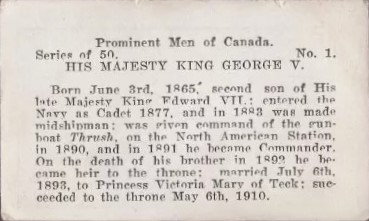 Prominent Men of Canada.
Series of 50. No. 1.
HIS MAJESTY KING GEORGE V.
Born June 3rd, 1865, second son of His
late Majesty King Edward VII.; entered the
Navy as Cadet 1877, and in 1883 was made
midshipman; was given command of the gun-
boat Thrush, on the North American Station,
in 1890, and in 1891 he became Commander.
On the death of his brother in 1892 he be-
came heir to the throne; married July 6th,
1893, to Princess Victoria Mary of Teck; suc-
ceeded to the throne May 6th, 1910.